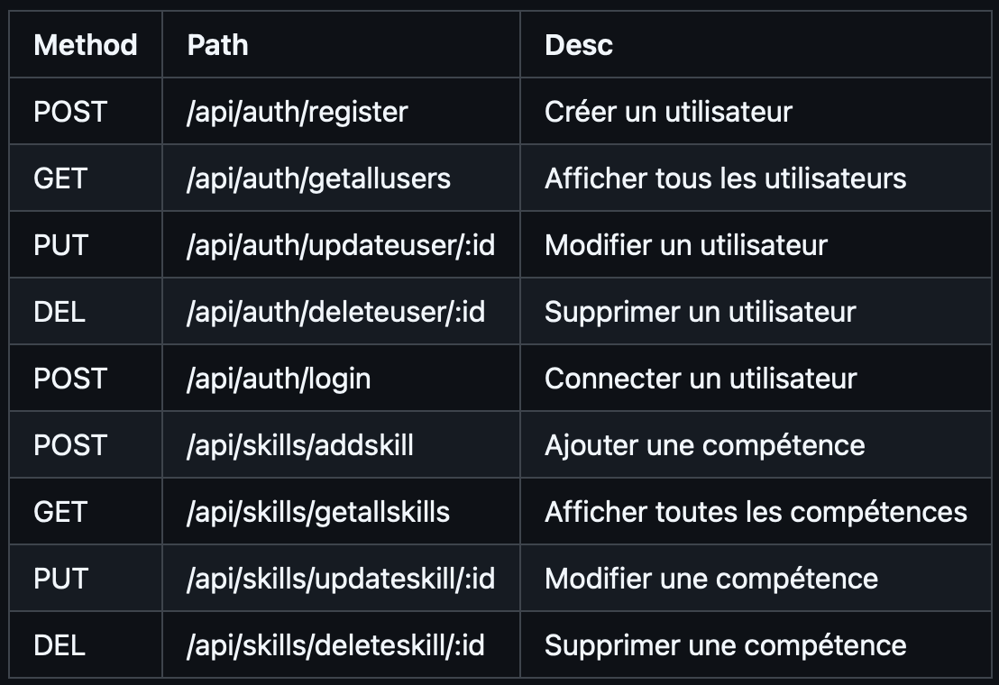 Method Path Desc
POST /api/auth/register Créer un utilisateur
GET /api/auth/getallusers Afficher tous les utilisateurs
PUT /api/auth/updateuser/:id Modifier un utilisateur
DEL /api/auth/deleteuser/:id Supprimer un utilisateur
POST /api/auth/login Connecter un utilisateur
POST /api/skills/addskill Ajouter une compétence
GET /api/skills/getallskills Afficher toutes les compétences
PUT /api/skills/updateskill/:id Modifier une compétence
DEL /api/skills/deleteskill/:id Supprimer une compétence